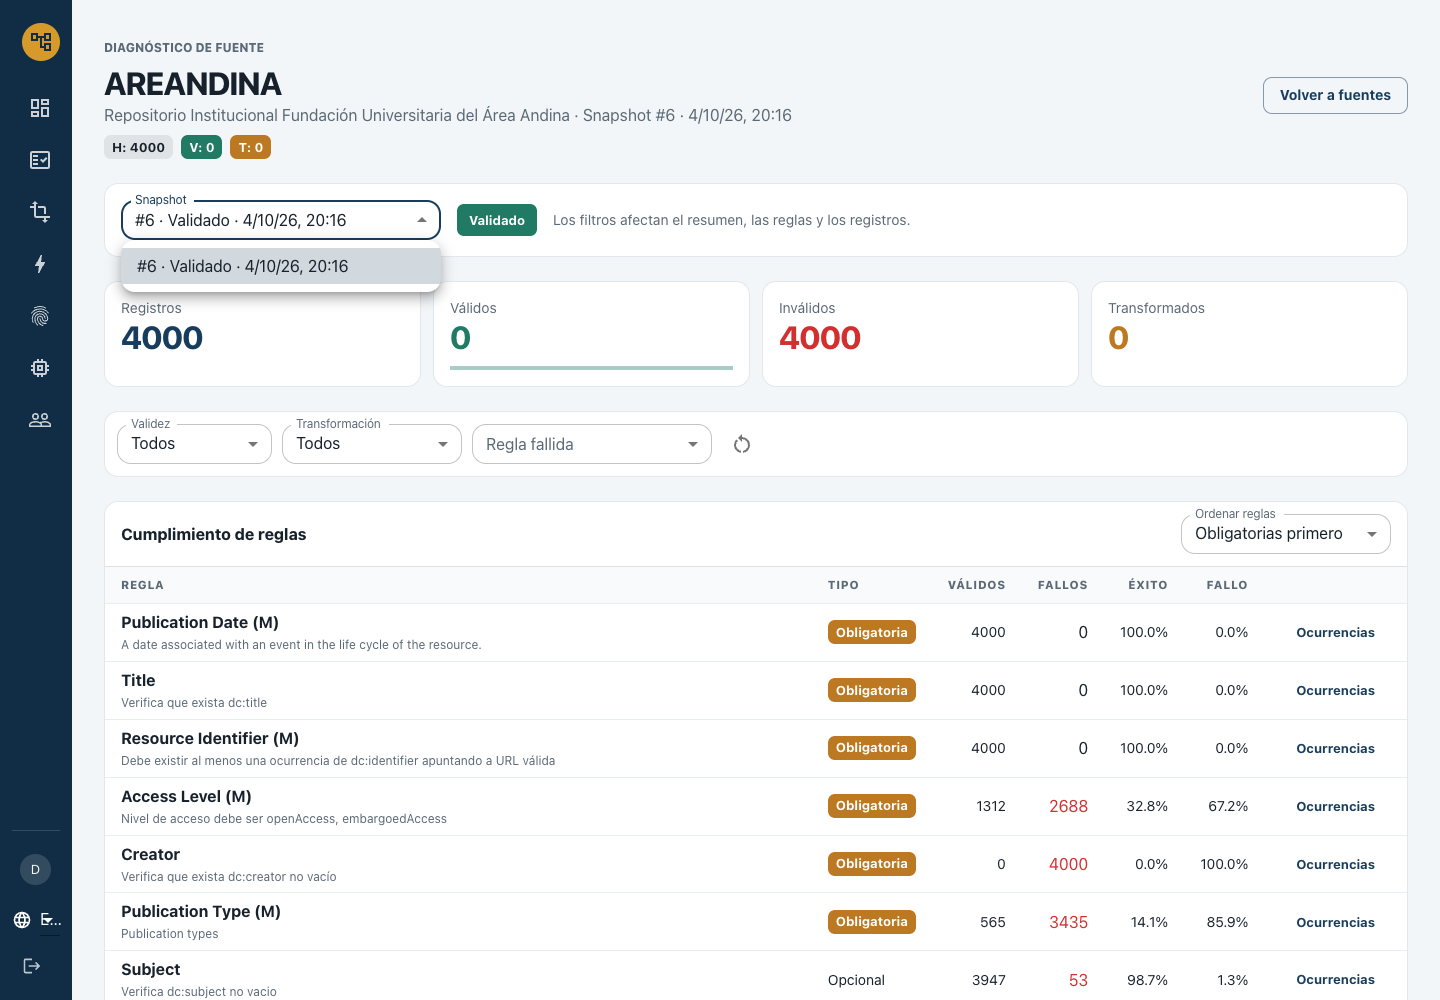 DIAGNÓSTICO DE FUENTE
AREANDINA
Repositorio Institucional Fundación Universitaria del Área Andina · Snapshot #6 · 4/10/26, 20:16
Volver a fuentes
H: 4000 V: 0 T: 0
Snapshot
#6 · Validado · 4/10/26, 20:16
Validado
Los filtros afectan el resumen, las reglas y los registros.
#6 · Validado · 4/10/26, 20:16
Registros
4000
Válidos
0
Inválidos
4000
Transformados
0
Validez
Todos
Transformación
Todos
Regla fallida
Cumplimiento de reglas
Ordenar reglas
Obligatorias primero
REGLA TIPO VÁLIDOS FALLOS ÉXITO FALLO
Publication Date (M)
A date associated with an event in the life cycle of the resource.
Obligatoria 4000 0 100.0% 0.0% Ocurrencias
Title
Verifica que exista dc:title
Obligatoria 4000 0 100.0% 0.0% Ocurrencias
Resource Identifier (M)
Debe existir al menos una ocurrencia de dc:identifier apuntando a URL válida
Obligatoria 4000 0 100.0% 0.0% Ocurrencias
Access Level (M)
Nivel de acceso debe ser openAccess, embargoedAccess
Obligatoria 1312 2688 32.8% 67.2% Ocurrencias
Creator
Verifica que exista dc:creator no vacío
Obligatoria 0 4000 0.0% 100.0% Ocurrencias
Publication Type (M)
Publication types
Obligatoria 565 3435 14.1% 85.9% Ocurrencias
Subject
Verifica dc:subject no vacio
Opcional 3947 53 98.7% 1.3% Ocurrencias
D
E...